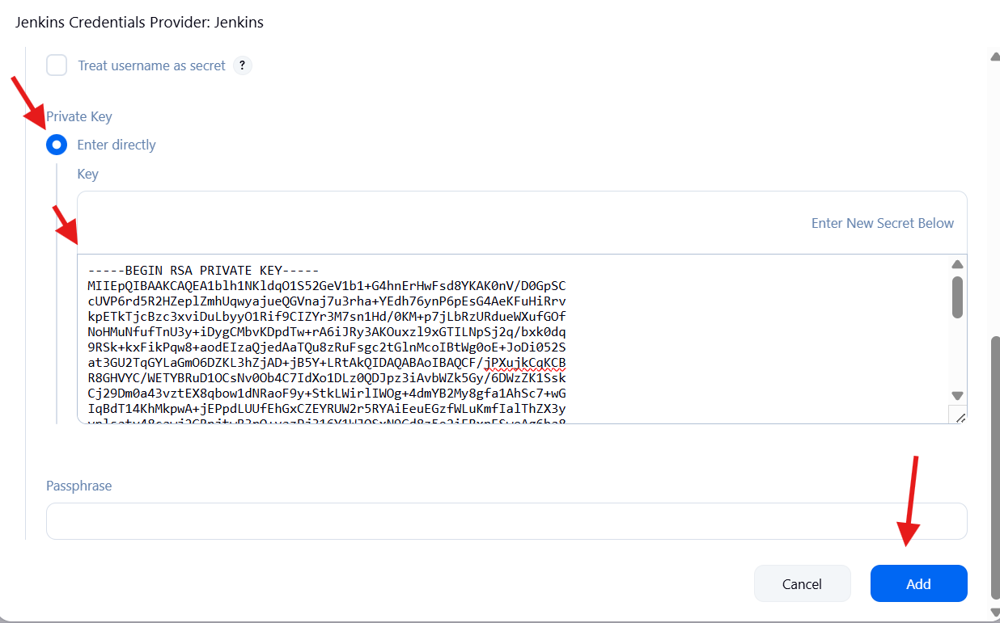 Jenkins Credentials Provider: Jenkins
Treat username as secret ?
Private Key
Enter directly
Key
Enter New Secret Below
-----BEGIN RSA PRIVATE KEY-----
MIIEpQIBAAKCAQEA1blh1NKldqO1S52GeV1b1+G4hnErHwFsd8YKAK0nV/D0GpSC
cUVP6rd5R2HZeplZmhUqwyajueQGVnaj7u3rha+YEdh76ynP6pEsG4AeKFuHiRrv
kpETkTjcBzc3xviDuLbyyO1Rif9CIZYr3M7sn1Hd/0KM+p7jLbRzURdueWXufGOf
NoHMuNfufTnU3y+iDygCMbvKDpdTw+rA6iJRy3AKOuxzl9xGTILNpSj2q/bxk0dq
9RSk+kxFikPqw8+aodEIzaQjedAaTQu8zRuFsgc2tGlnMcoIBtWg0oE+JoDi052S
at3GU2TqGYLaGmO6DZKL3hZjAD+jB5Y+LRtAkQIDAQABAoIBAQCF/jPXujkCqKCB
R8GHVYC/WETYBRuD1OCsNv0Ob4C7IdXo1DLz0QDJpz3iAvbWZk5Gy/6DWzZK1Ssk
Cj29Dm0a43vztEX8qbow1dNRaoF9y+StkLWirlIWOg+4dmYB2My8gfa1AhSc7+wG
IqBdT14KhMkpwA+jEPpdLUUfEhGxCZEYRUW2r5RYAiEeuEGzfWLuKmfIalThZX3y
Passphrase
Cancel
Add